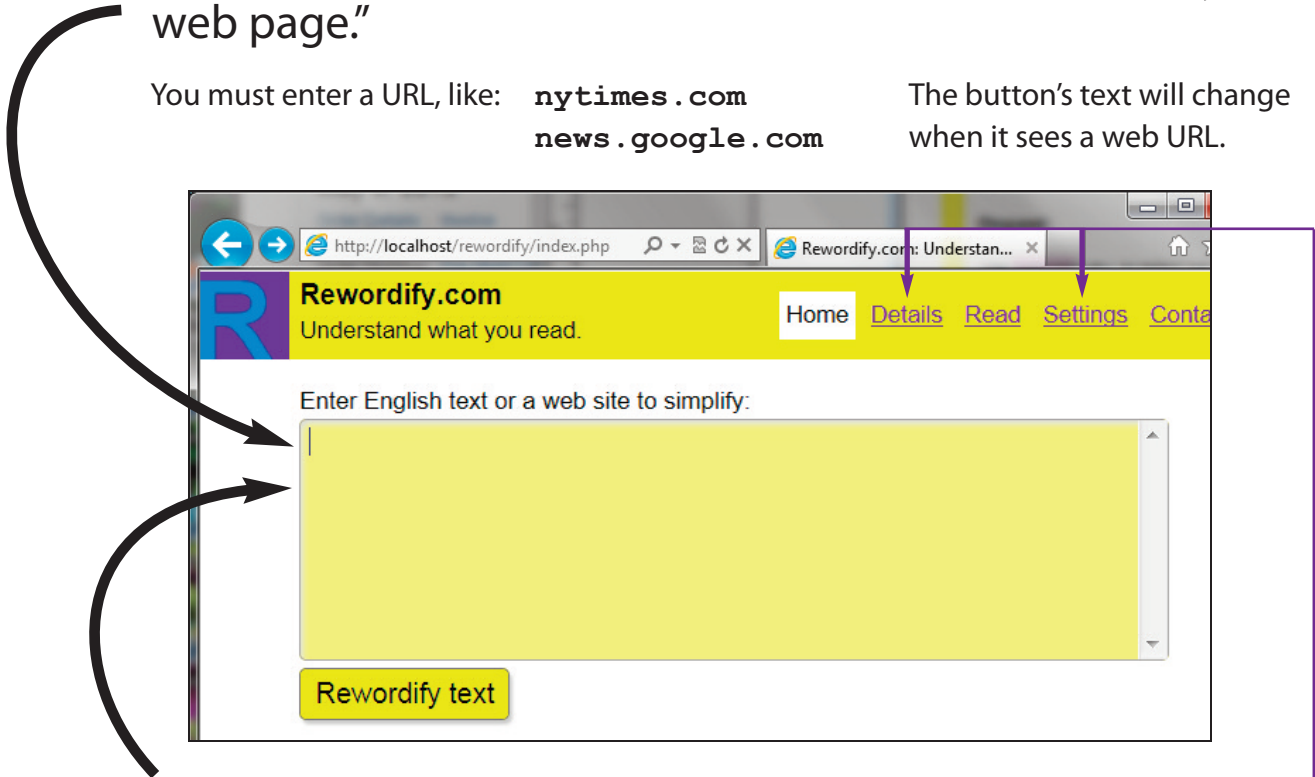 web page.”
You must enter a URL, like: nytimes.com The button’s text will change
news.google.com when it sees a web URL.
http://localhost/rewordify/index.php Rewordify.com: Understan...
R Rewordify.com
Understand what you read.
Home Details Read Settings Conta
Enter English text or a web site to simplify:
Rewordify text